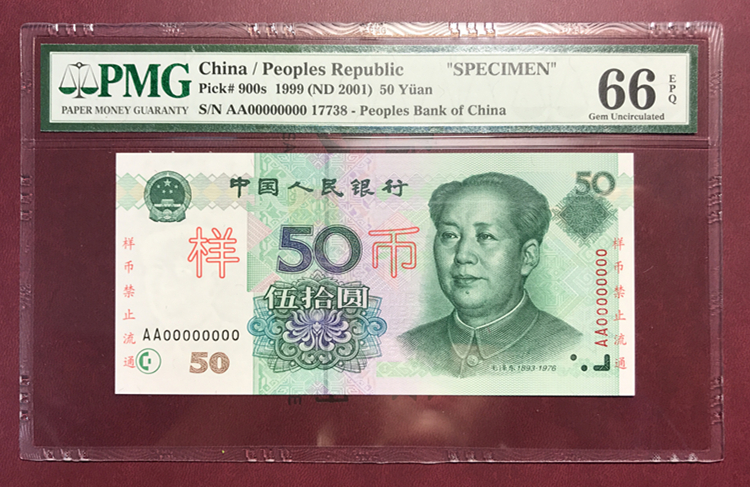 PMG
PAPER MONEY GUARANTY
China / Peoples Republic "SPECIMEN"
Pick# 900s 1999 (ND 2001) 50 Yüan
S/N AA00000000 17738 - Peoples Bank of China
66 EPQ
Gem Uncirculated
中国人民银行
50
样 50 币
伍拾圆
样币禁止流通
AA00000000
50
AA00000000
样币禁止流通
毛泽东 1893-1976